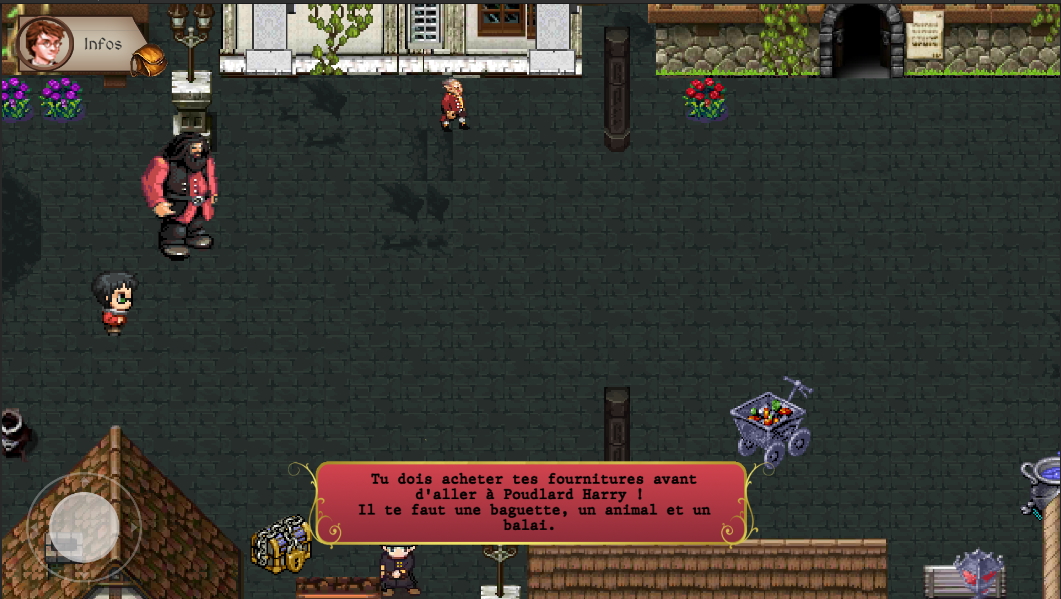 Infos
Tu dois acheter tes fournitures avant
d'aller à Poudlard Harry !
Il te faut une baguette, un animal et un
balai.